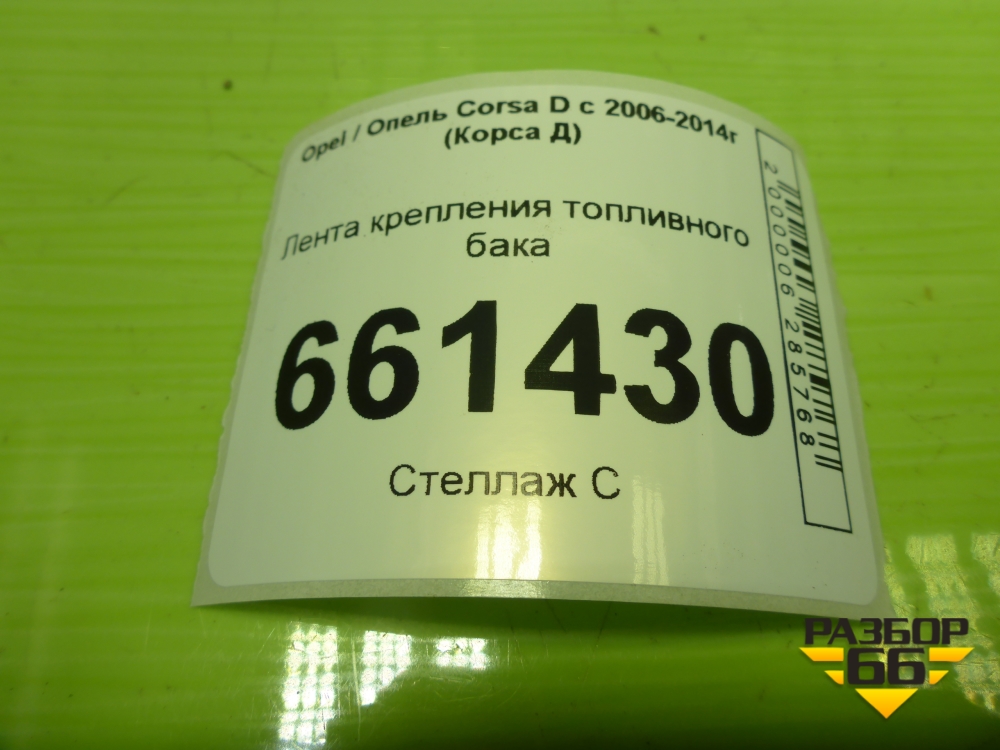 Opel / Опель Corsa D с 2006-2014г
(Корса Д)
Лента крепления топливного
бака
661430
Стеллаж С
2000006285768
РАЗБОР
66